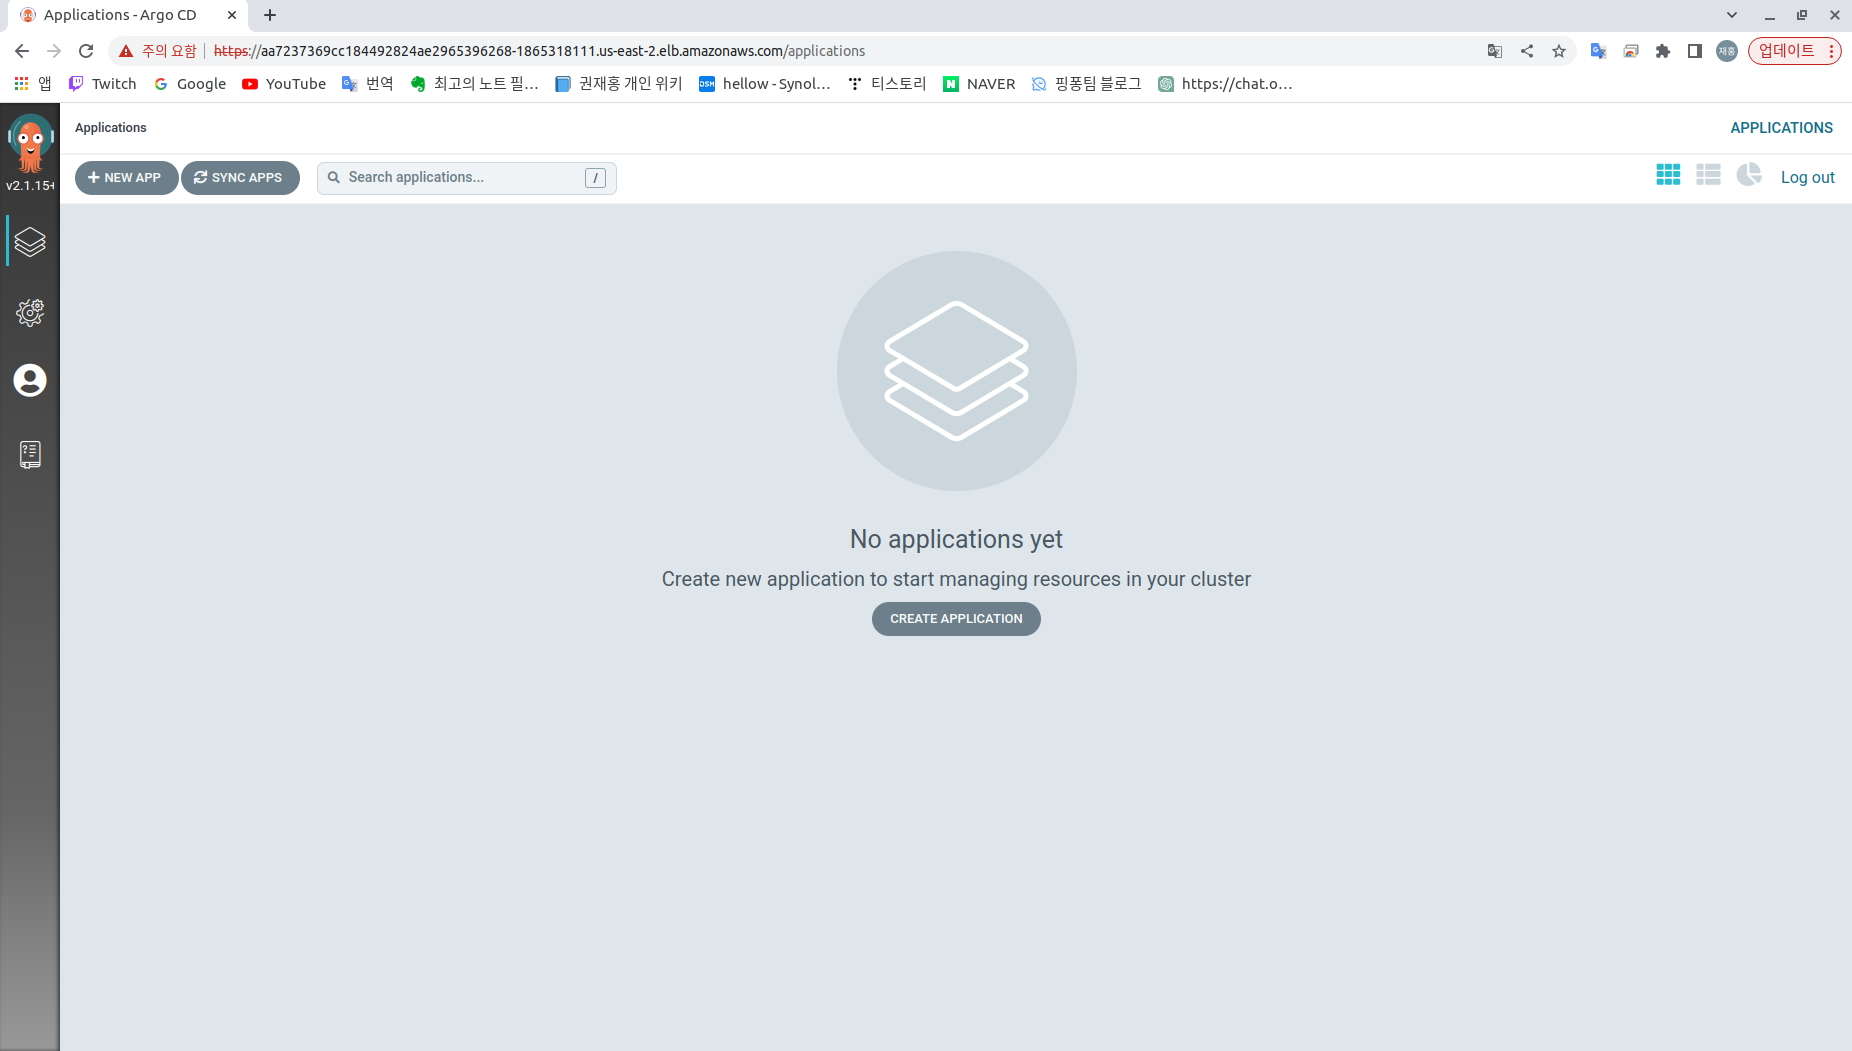 Applications - Argo CD
주의 요함 https://aa7237369cc184492824ae2965396268-1865318111.us-east-2.elb.amazonaws.com/applications 재홍 업데이트
앱 Twitch Google YouTube 번역 최고의 노트 필... 권재홍 개인 위키 DSM hellow - Synol... 티스토리 NAVER 핑퐁팀 블로그 https://chat.o...
Applications APPLICATIONS
v2.1.15+
NEW APP SYNC APPS Search applications... / Log out
No applications yet
Create new application to start managing resources in your cluster
CREATE APPLICATION